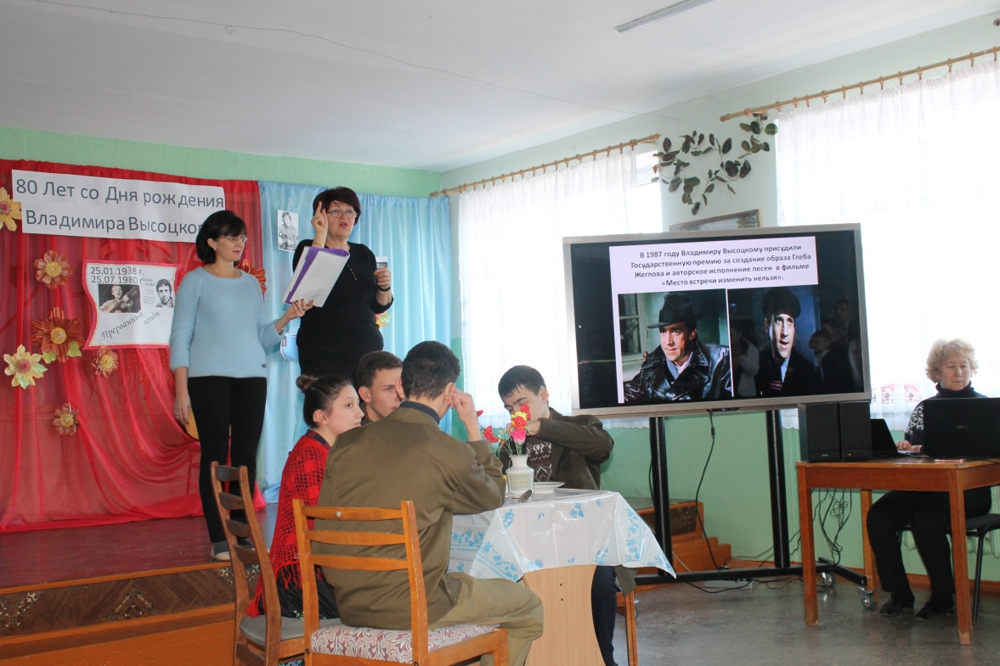 80 Лет со Дня рождения
Владимира Высоцко
25.01.1938 г.
25.07.1980 г
Прерванный
полёт
В 1987 году Владимиру Высоцкому присудили
Государственную премию за создание образа Глеба
Жеглова и авторское исполнение песен в фильме
«Место встречи изменить нельзя».